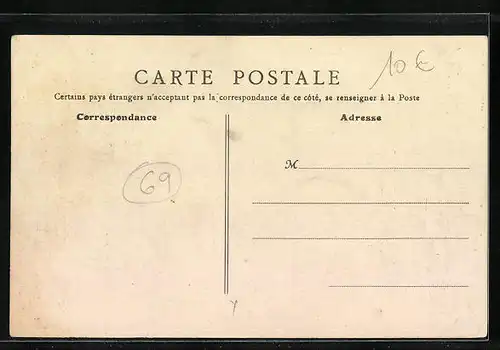 10€
CARTE POSTALE
Certains pays étrangers n'acceptant pas la correspondance de ce côté, se renseigner à la Poste
Correspondance
Adresse
M
69